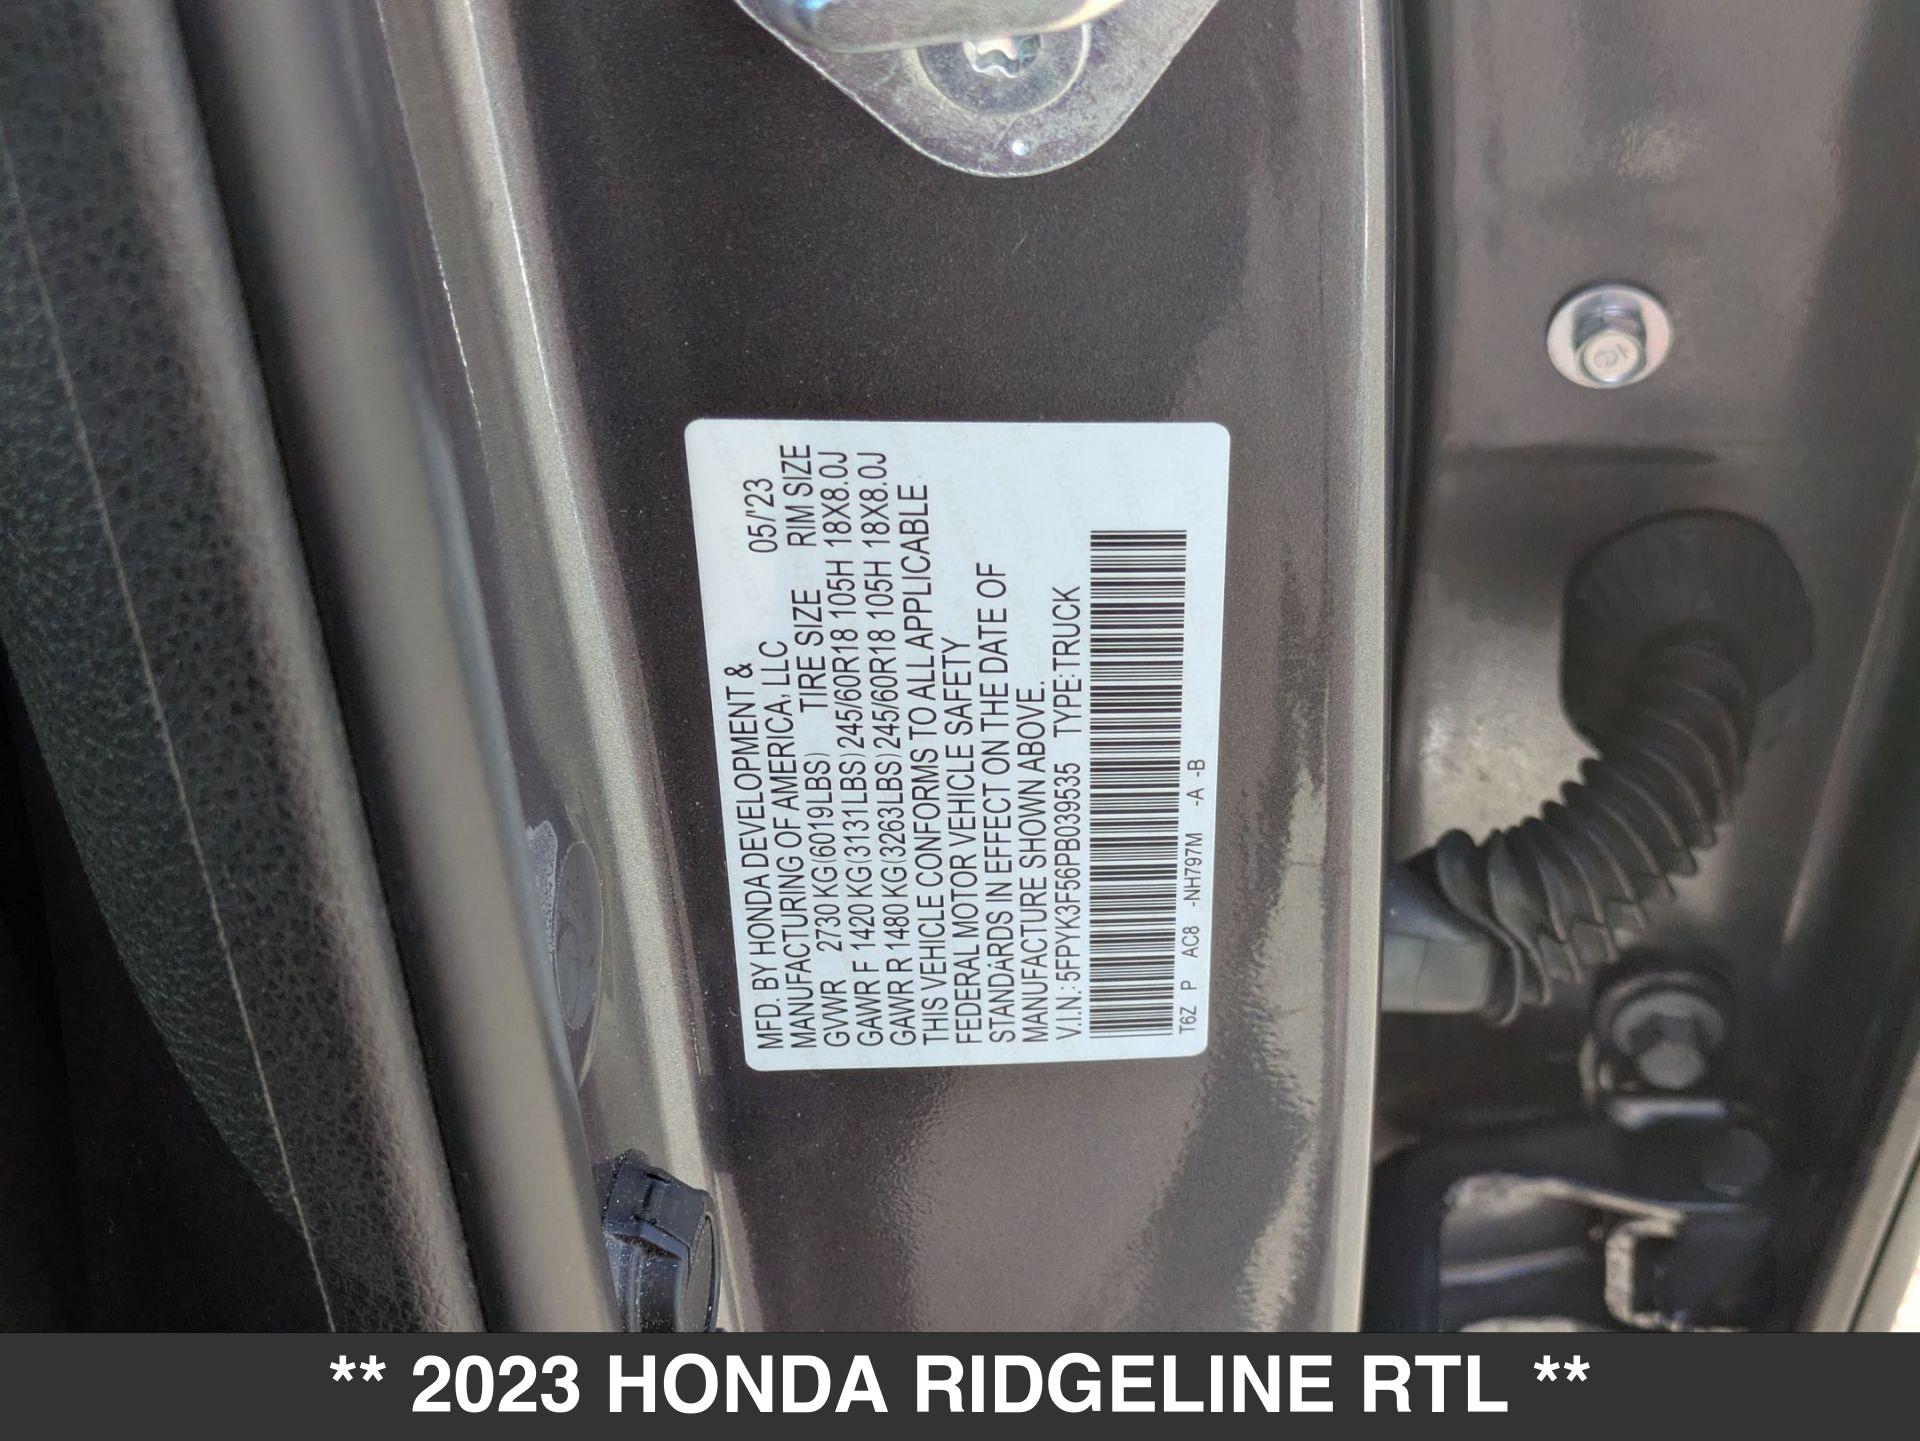 MFD. BY HONDA DEVELOPMENT & 05/'23
MANUFACTURING OF AMERICA, LLC
GVWR 2730 KG(6019LBS) TIRE SIZE RIM SIZE
GAWR F 1420 KG(3131LBS) 245/60R18 105H 18X8.0J
GAWR R 1480 KG(3263LBS) 245/60R18 105H 18X8.0J
THIS VEHICLE CONFORMS TO ALL APPLICABLE
FEDERAL MOTOR VEHICLE SAFETY
STANDARDS IN EFFECT ON THE DATE OF
MANUFACTURE SHOWN ABOVE.
V.I.N.: 5FPYK3F56PB039535 TYPE:TRUCK
T6Z P AC8 -NH797M -A -B
** 2023 HONDA RIDGELINE RTL **